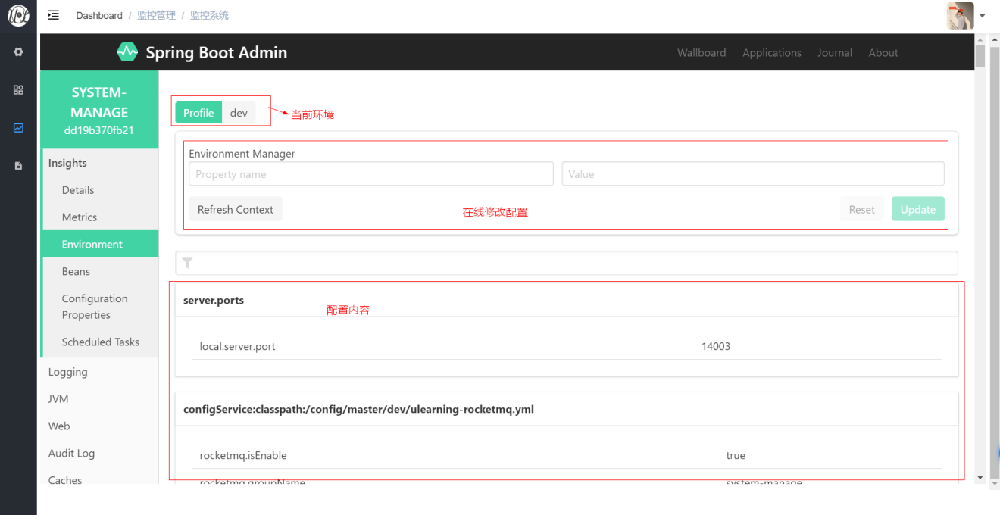 Dashboard / 监控管理 / 监控系统
Spring Boot Admin
Wallboard Applications Journal About
SYSTEM-
MANAGE
dd19b370fb21
Insights
Details
Metrics
Environment
Beans
Configuration
Properties
Scheduled Tasks
Logging
JVM
Web
Audit Log
Caches
Profile dev
当前环境
Environment Manager
Property name Value
Refresh Context
在线修改配置
Reset Update
server.ports
配置内容
local.server.port 14003
configService:classpath:/config/master/dev/ulearning-rocketmq.yml
rocketmq.isEnable true
rocketmq.groupName system-manage